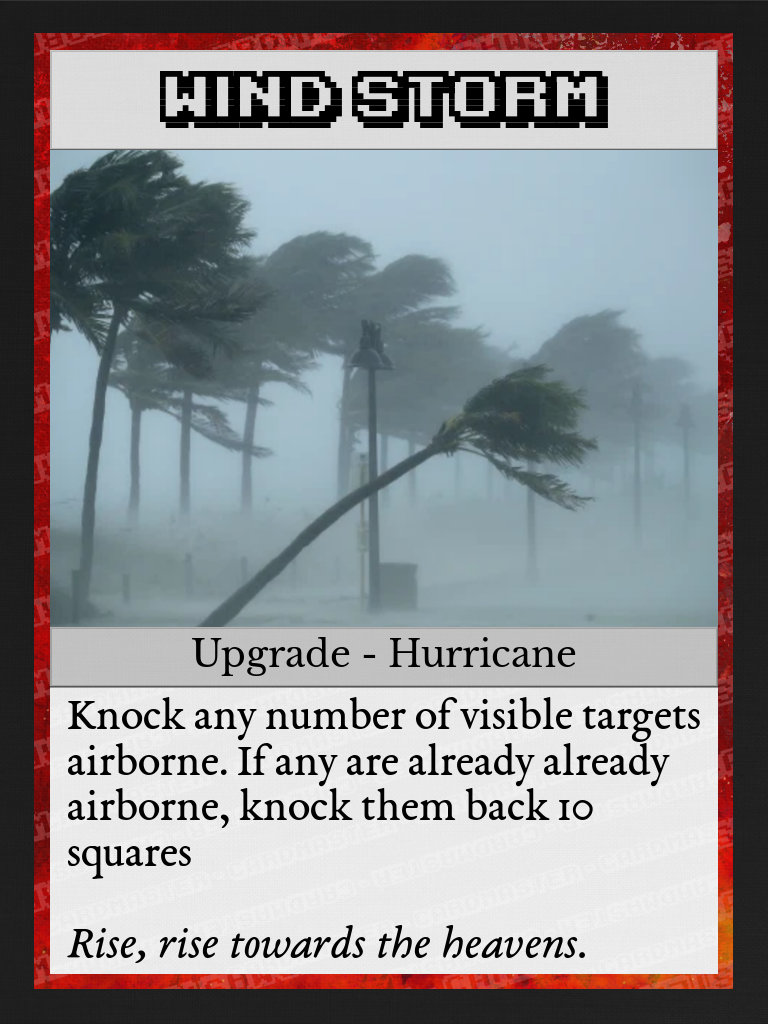 WIND STORM
Upgrade - Hurricane
Knock any number of visible targets
airborne. If any are already already
airborne, knock them back 10
squares
Rise, rise towards the heavens.